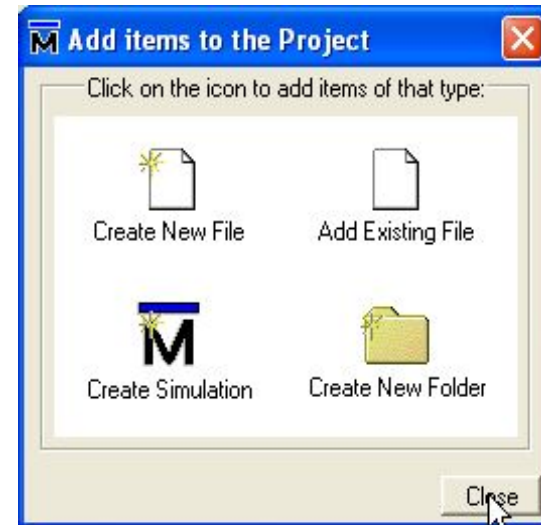 M Add items to the Project
Click on the icon to add items of that type:
Create New File Add Existing File
M
Create Simulation Create New Folder
Close